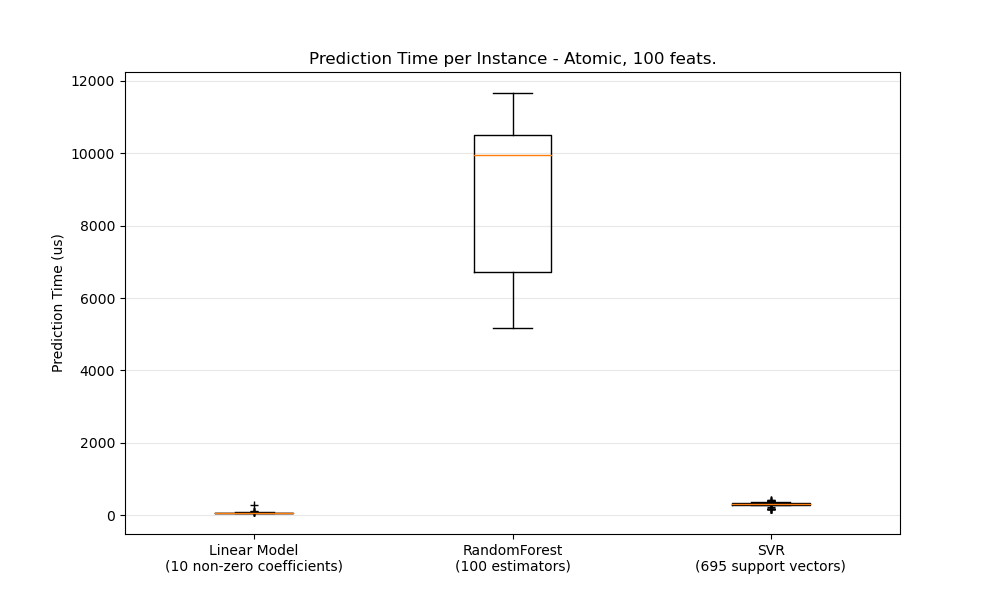 Prediction Time per Instance - Atomic, 100 feats.
Prediction Time (us)
12000
10000
8000
6000
4000
2000
0
Linear Model
(10 non-zero coefficients)
RandomForest
(100 estimators)
SVR
(695 support vectors)